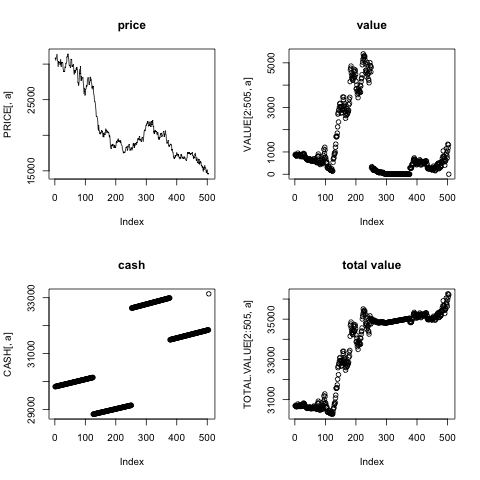 price
PRICE[, a]
25000
15000
0 100 200 300 400 500
Index
value
VALUE[2:505, a]
5000
3000
1000
0
0 100 200 300 400 500
Index
cash
CASH[, a]
33000
31000
29000
0 100 200 300 400 500
Index
total value
TOTAL.VALUE[2:505, a]
35000
33000
31000
0 100 200 300 400 500
Index